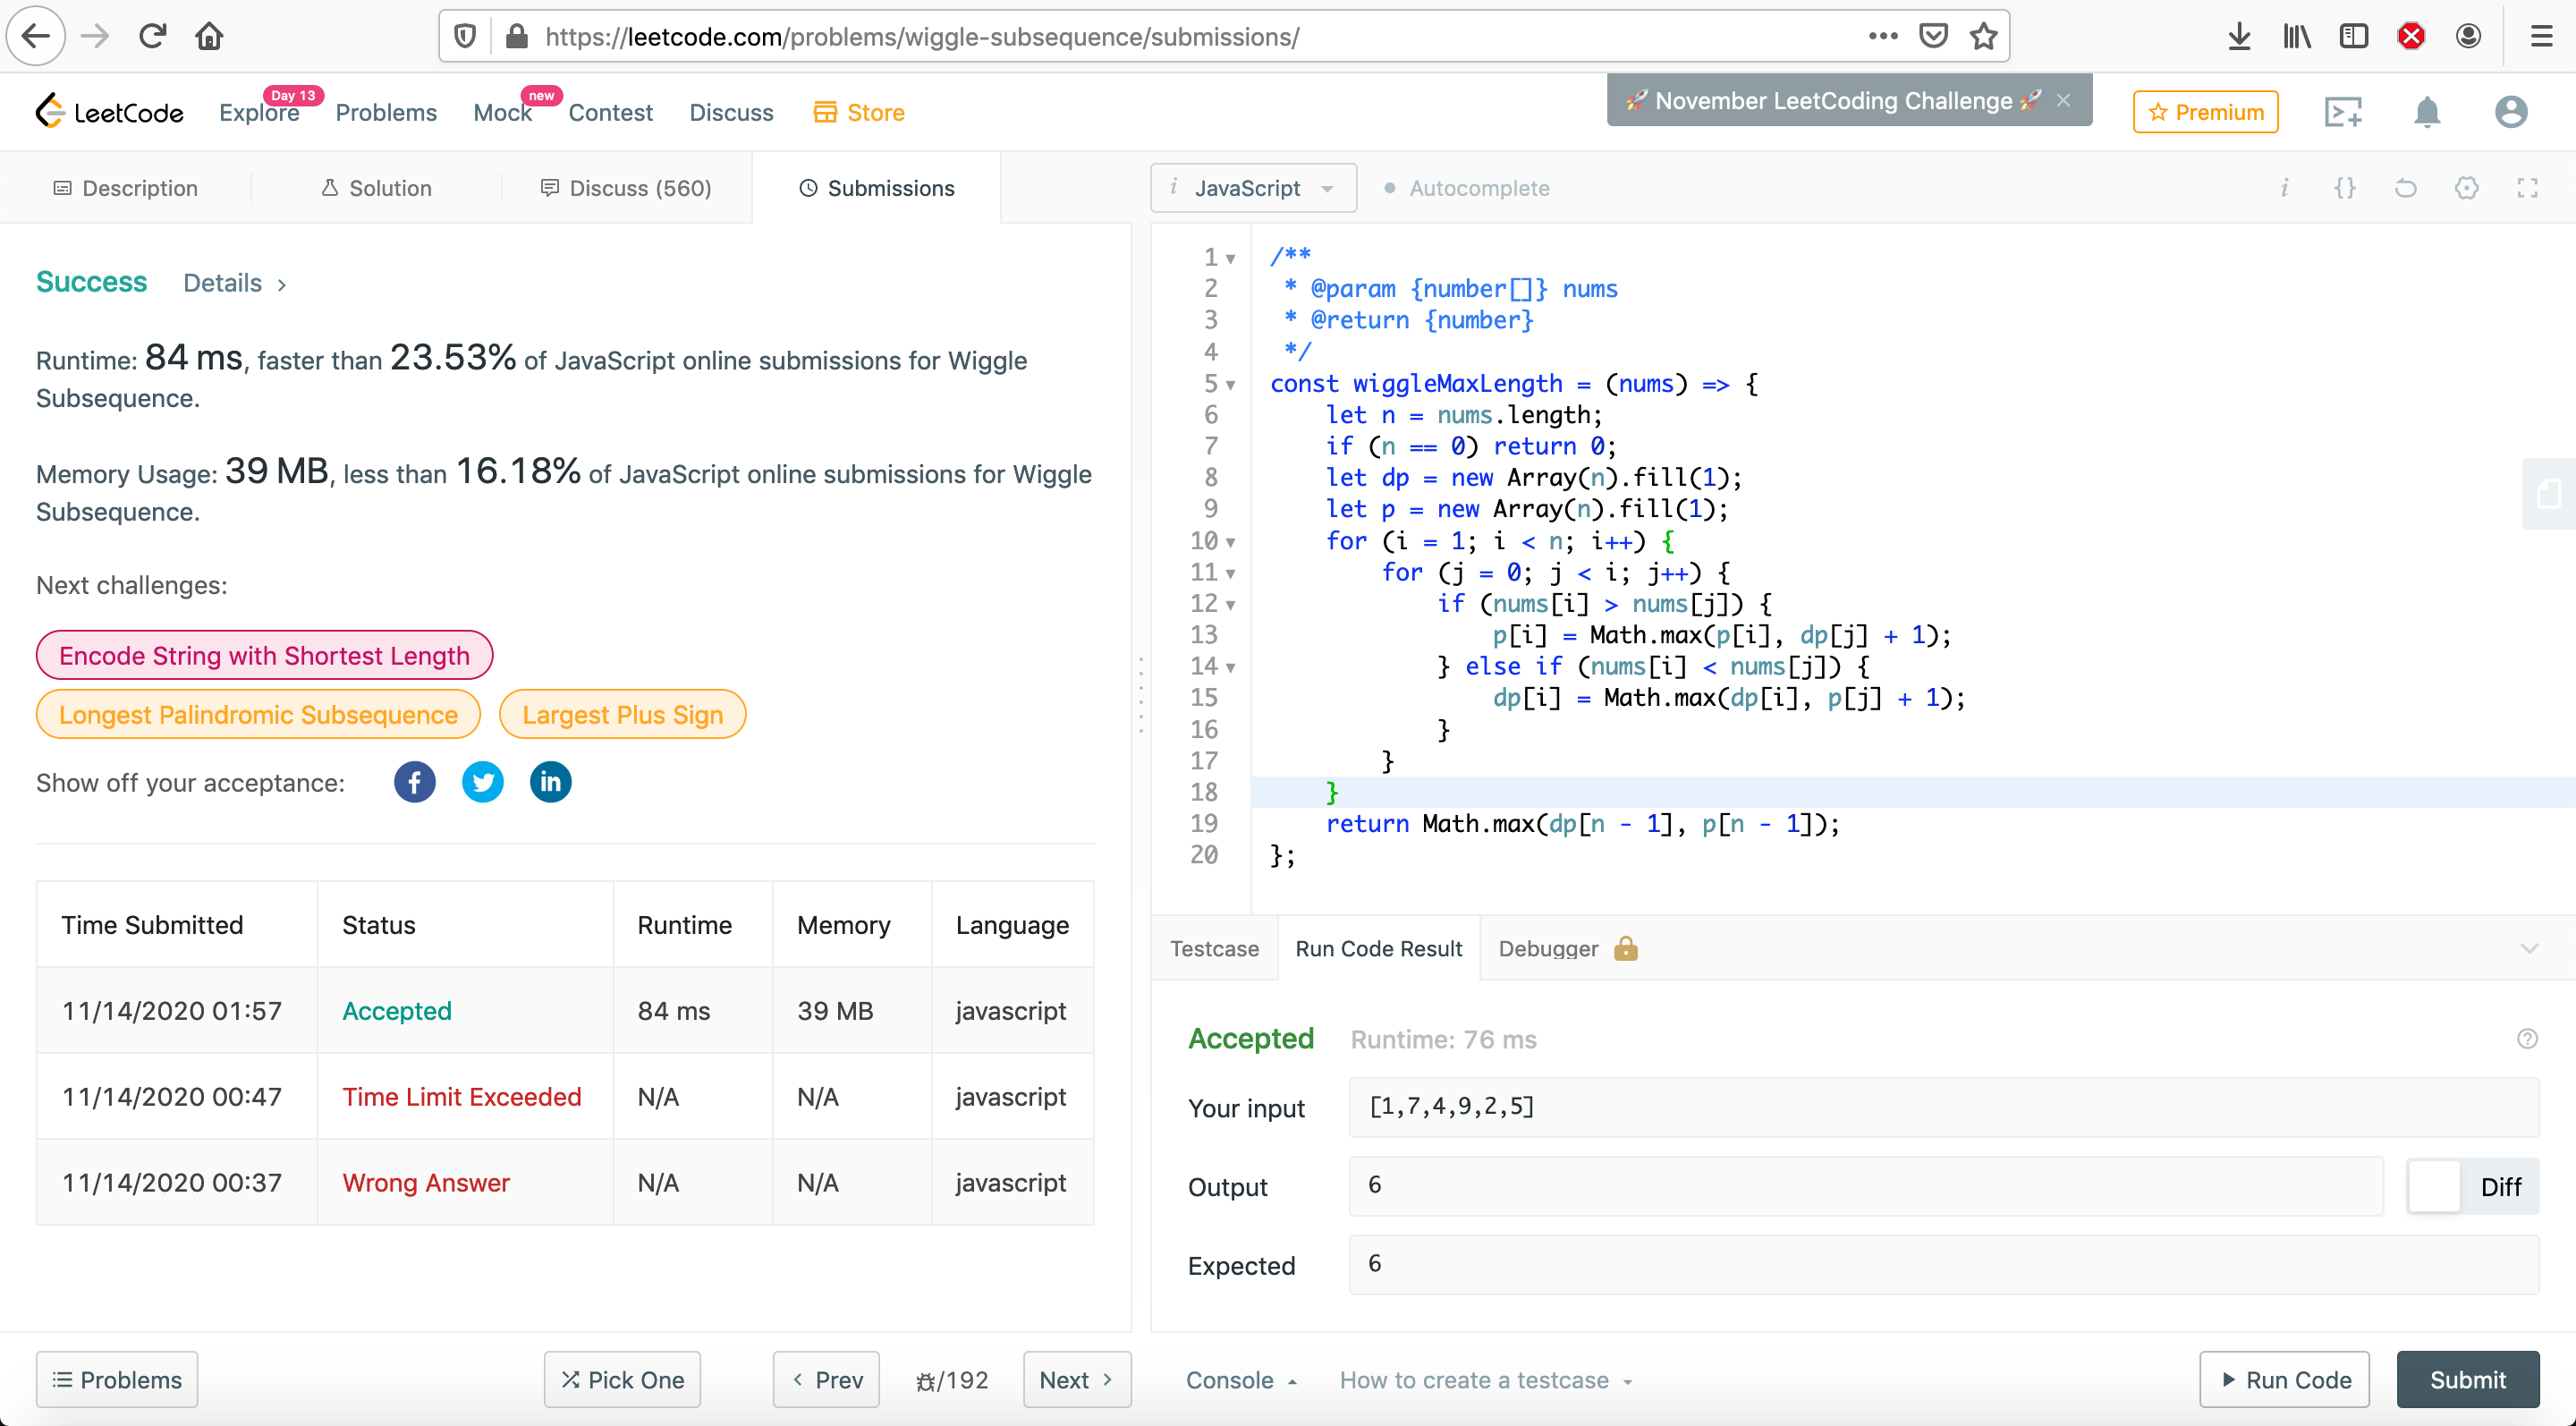 https://leetcode.com/problems/wiggle-subsequence/submissions/
LeetCode
Explore
Day 13
Problems
Mock
new
Contest
Discuss
Store
🚀 November LeetCoding Challenge 🚀 ×
Premium
Description
Solution
Discuss (560)
Submissions
i JavaScript
Autocomplete
i {}
Success Details >
Runtime: 84 ms, faster than 23.53% of JavaScript online submissions for Wiggle
Subsequence.
Memory Usage: 39 MB, less than 16.18% of JavaScript online submissions for Wiggle
Subsequence.
Next challenges:
Encode String with Shortest Length
Longest Palindromic Subsequence Largest Plus Sign
Show off your acceptance: f in
Time Submitted Status Runtime Memory Language
11/14/2020 01:57 Accepted 84 ms 39 MB javascript
11/14/2020 00:47 Time Limit Exceeded N/A N/A javascript
11/14/2020 00:37 Wrong Answer N/A N/A javascript
1 /**
2  * @param {number[]} nums
3  * @return {number}
4  */
5 const wiggleMaxLength = (nums) => {
6     let n = nums.length;
7     if (n == 0) return 0;
8     let dp = new Array(n).fill(1);
9     let p = new Array(n).fill(1);
10     for (i = 1; i < n; i++) {
11         for (j = 0; j < i; j++) {
12             if (nums[i] > nums[j]) {
13                 p[i] = Math.max(p[i], dp[j] + 1);
14             } else if (nums[i] < nums[j]) {
15                 dp[i] = Math.max(dp[i], p[j] + 1);
16             }
17         }
18     }
19     return Math.max(dp[n - 1], p[n - 1]);
20 };
Testcase Run Code Result Debugger
Accepted Runtime: 76 ms
Your input [1,7,4,9,2,5]
Output 6 Diff
Expected 6
Problems Pick One < Prev /192 Next > Console How to create a testcase Run Code Submit